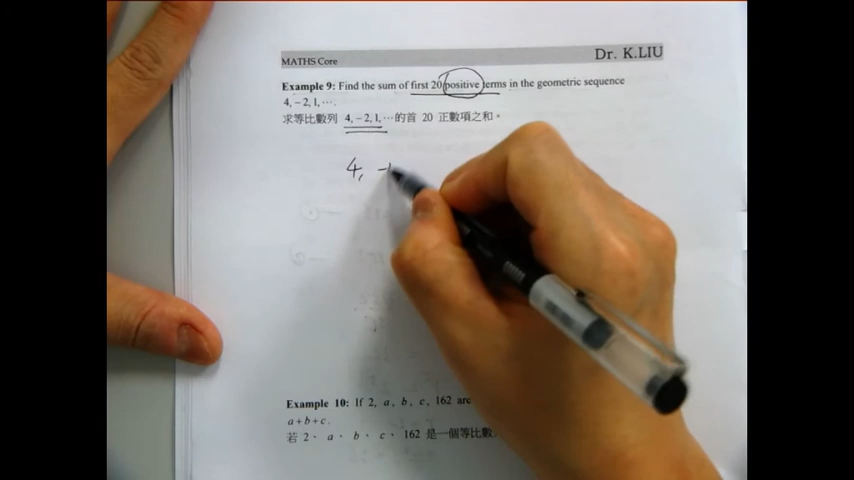 MATHS Core Dr. K.LIU
Example 9: Find the sum of first 20 positive terms in the geometric sequence
4, −2, 1, ⋯.
求等比數列 4, −2, 1, ⋯的首 20 正數項之和。
4, -
Example 10: If 2, a, b, c, 162 are
a+b+c.
若 2、a、b、c、162 是一個等比數